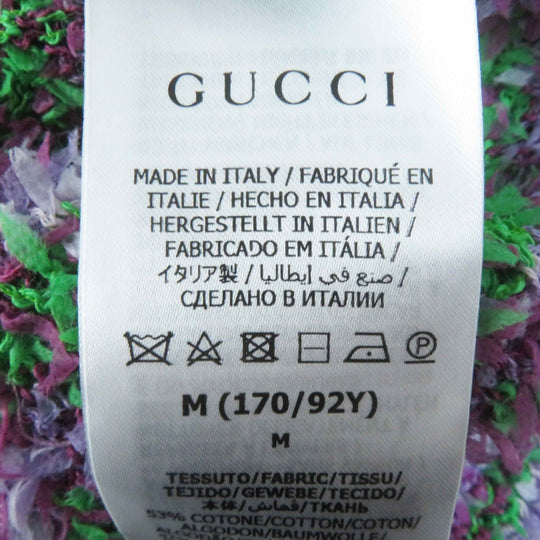 GUCCI
MADE IN ITALY / FABRIQUÉ EN
ITALIE / HECHO EN ITALIA /
HERGESTELLT IN ITALIEN /
FABRICADO EM ITÁLIA /
イタリア製 / صنع في إيطاليا /
СДЕЛАНО В ИТАЛИИ
P
M (170/92Y)
M
TESSUTO/FABRIC/TISSU/
TEJIDO/GEWEBE/TECIDO/
本体/قماش/ТКАНЬ
53% COTONE/COTTON/COTON/
ALGODON/BAUMWOLLE/